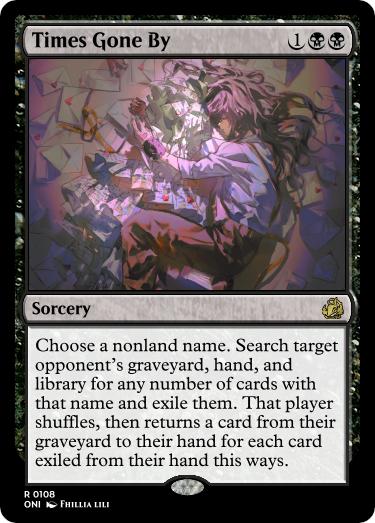 Times Gone By 1
Sorcery
Choose a nonland name. Search target
opponent's graveyard, hand, and
library for any number of cards with
that name and exile them. That player
shuffles, then returns a card from their
graveyard to their hand for each card
exiled from their hand this ways.
R 0108
ONI Fhillia lili